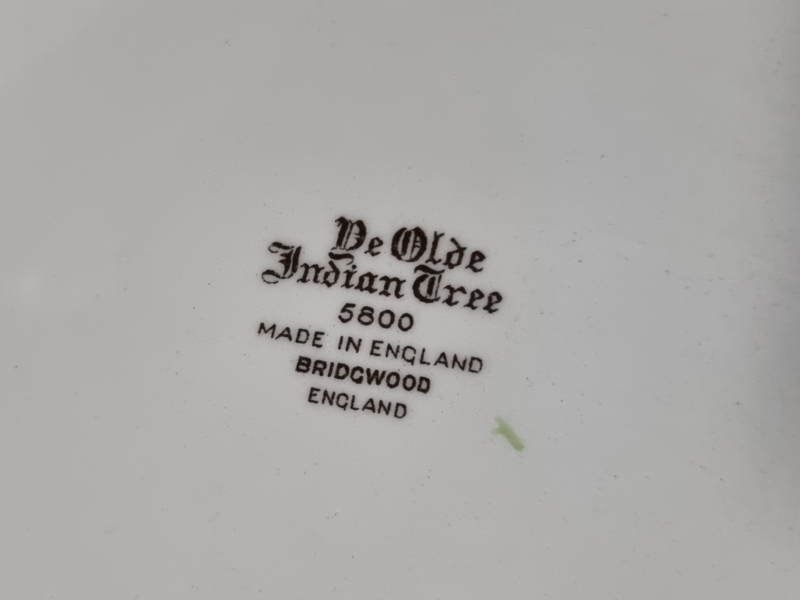 Ye Olde
Indian Tree
5800
MADE IN ENGLAND
BRIDGWOOD
ENGLAND